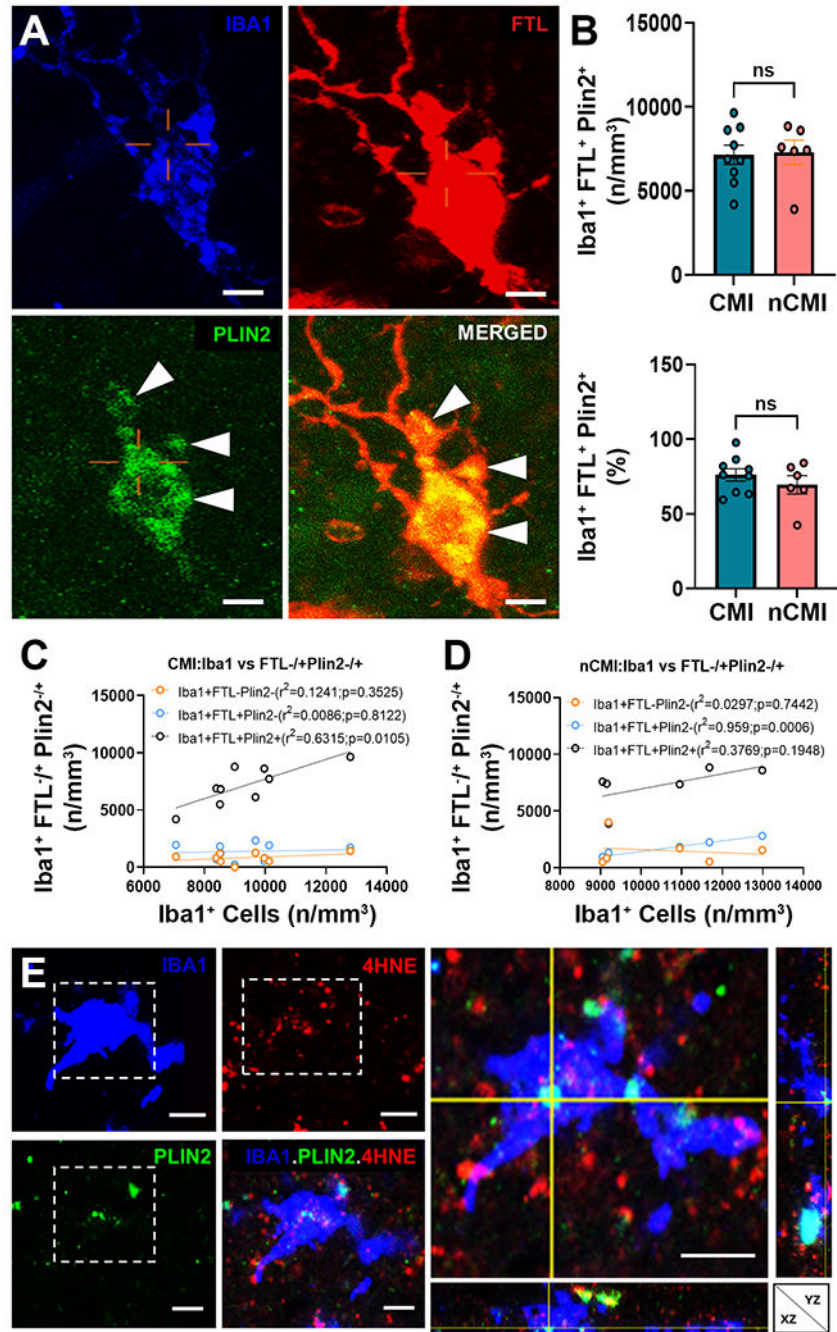 A
IBA1
FTL
PLIN2
MERGED
B
Iba1⁺ FTL⁺ Plin2⁺
(n/mm³)
15000
10000
5000
0
ns
CMI
nCMI
Iba1⁺ FTL⁺ Plin2⁺
(%)
150
100
50
0
ns
CMI
nCMI
C
CMI:Iba1 vs FTL-/+Plin2-/+
Iba1⁺ FTL⁻/⁺ Plin2⁻/⁺
(n/mm³)
15000
10000
5000
0
Iba1+FTL-Plin2-(r²=0.1241;p=0.3525)
Iba1+FTL+Plin2-(r²=0.0086;p=0.8122)
Iba1+FTL+Plin2+(r²=0.6315;p=0.0105)
6000 8000 10000 12000 14000
Iba1⁺ Cells (n/mm³)
D
nCMI:Iba1 vs FTL-/+Plin2-/+
Iba1⁺ FTL⁻/⁺ Plin2⁻/⁺
(n/mm³)
15000
10000
5000
0
Iba1+FTL-Plin2-(r²=0.0297;p=0.7442)
Iba1+FTL+Plin2-(r²=0.959;p=0.0006)
Iba1+FTL+Plin2+(r²=0.3769;p=0.1948)
8000 9000 10000 11000 12000 13000 14000
Iba1⁺ Cells (n/mm³)
E
IBA1
4HNE
PLIN2
IBA1.PLIN2.4HNE
YZ
XZ